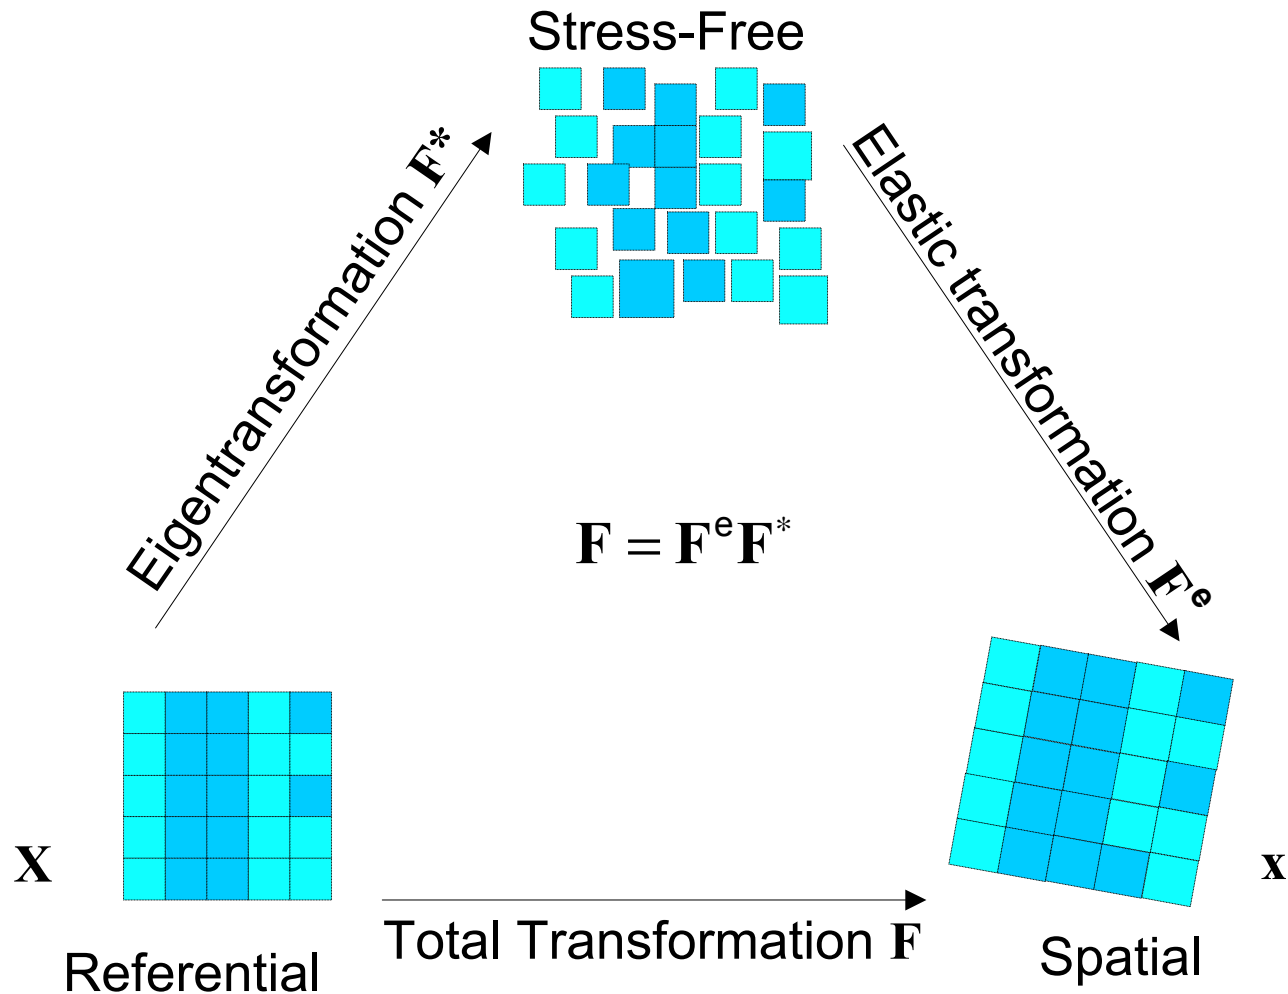 Stress-Free
Eigentransformation F*
Elastic transformation Fᵉ
F = FᵉF*
X
x
Total Transformation F
Referential
Spatial